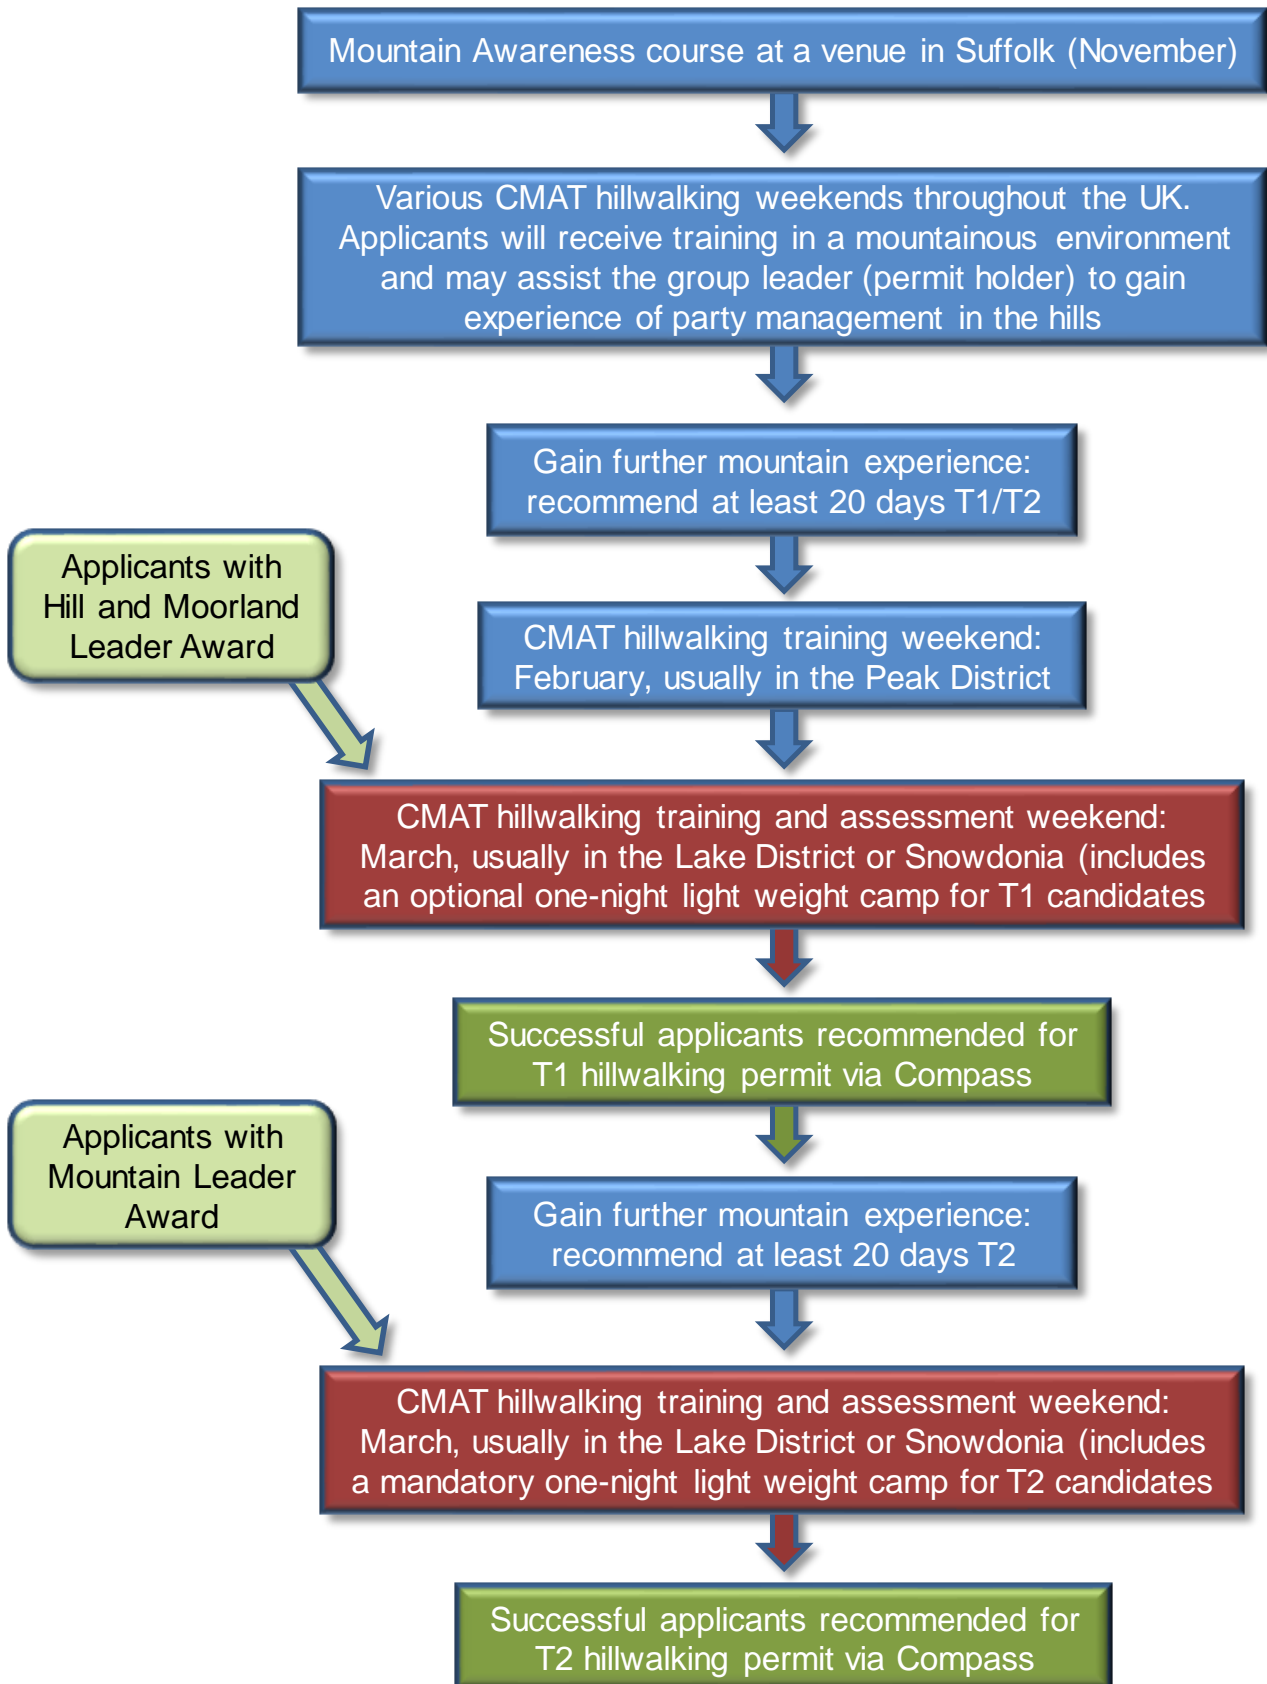 Mountain Awareness course at a venue in Suffolk (November)
Various CMAT hillwalking weekends throughout the UK.
Applicants will receive training in a mountainous environment
and may assist the group leader (permit holder) to gain
experience of party management in the hills
Gain further mountain experience:
recommend at least 20 days T1/T2
Applicants with
Hill and Moorland
Leader Award
CMAT hillwalking training weekend:
February, usually in the Peak District
CMAT hillwalking training and assessment weekend:
March, usually in the Lake District or Snowdonia (includes
an optional one-night light weight camp for T1 candidates
Successful applicants recommended for
T1 hillwalking permit via Compass
Applicants with
Mountain Leader
Award
Gain further mountain experience:
recommend at least 20 days T2
CMAT hillwalking training and assessment weekend:
March, usually in the Lake District or Snowdonia (includes
a mandatory one-night light weight camp for T2 candidates
Successful applicants recommended for
T2 hillwalking permit via Compass